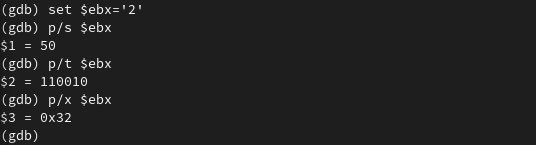 (gdb) set $ebx='2'
(gdb) p/s $ebx
$1 = 50
(gdb) p/t $ebx
$2 = 110010
(gdb) p/x $ebx
$3 = 0x32
(gdb)